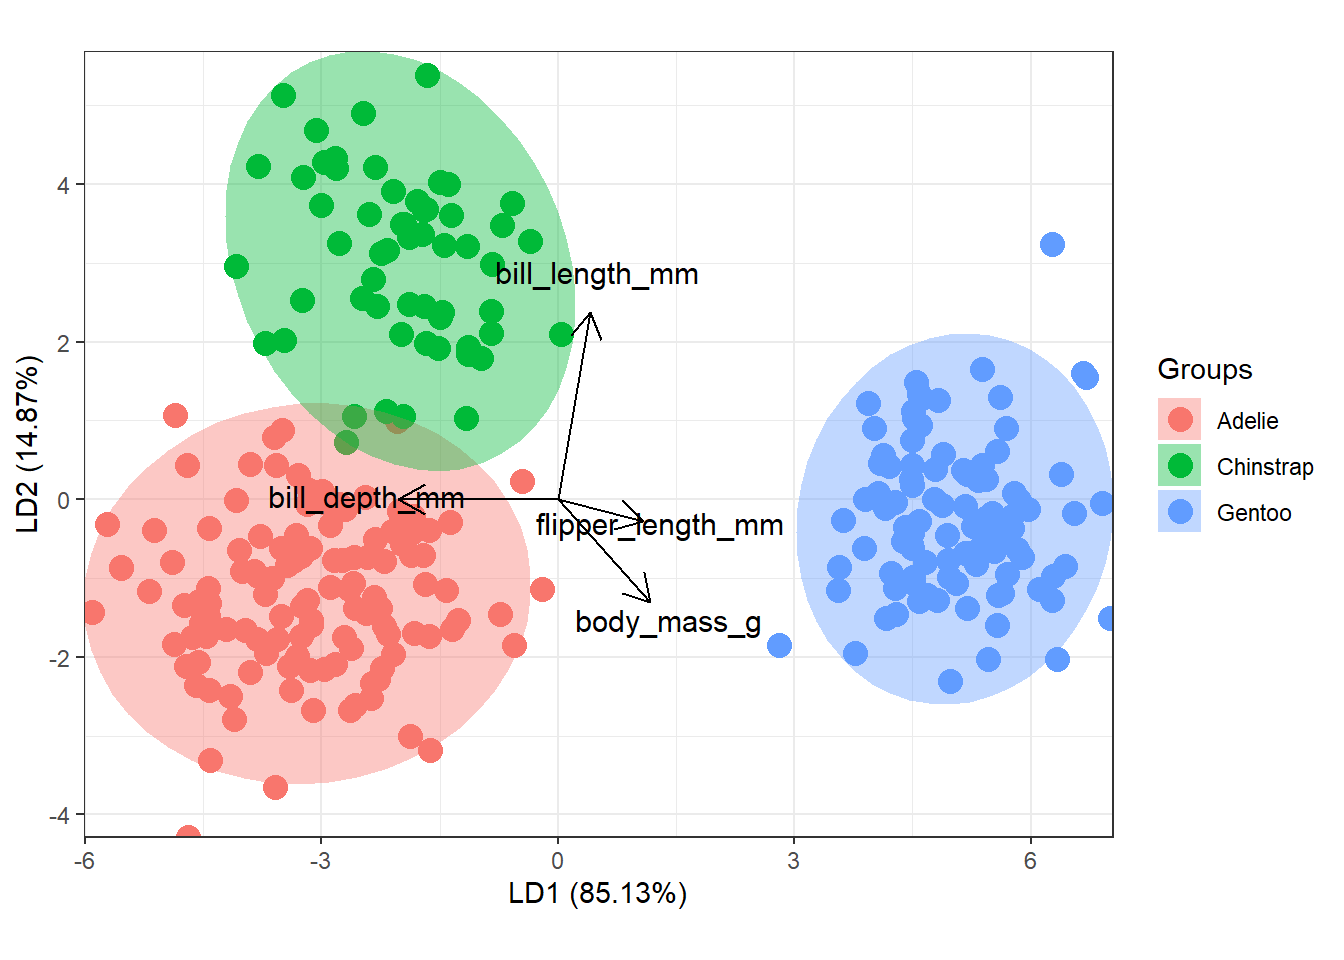 4
2
0
-2
-4
LD2 (14.87%)
bill_length_mm
bill_depth_mm
flipper_length_mm
body_mass_g
-6
-3
0
3
6
LD1 (85.13%)
Groups
Adelie
Chinstrap
Gentoo